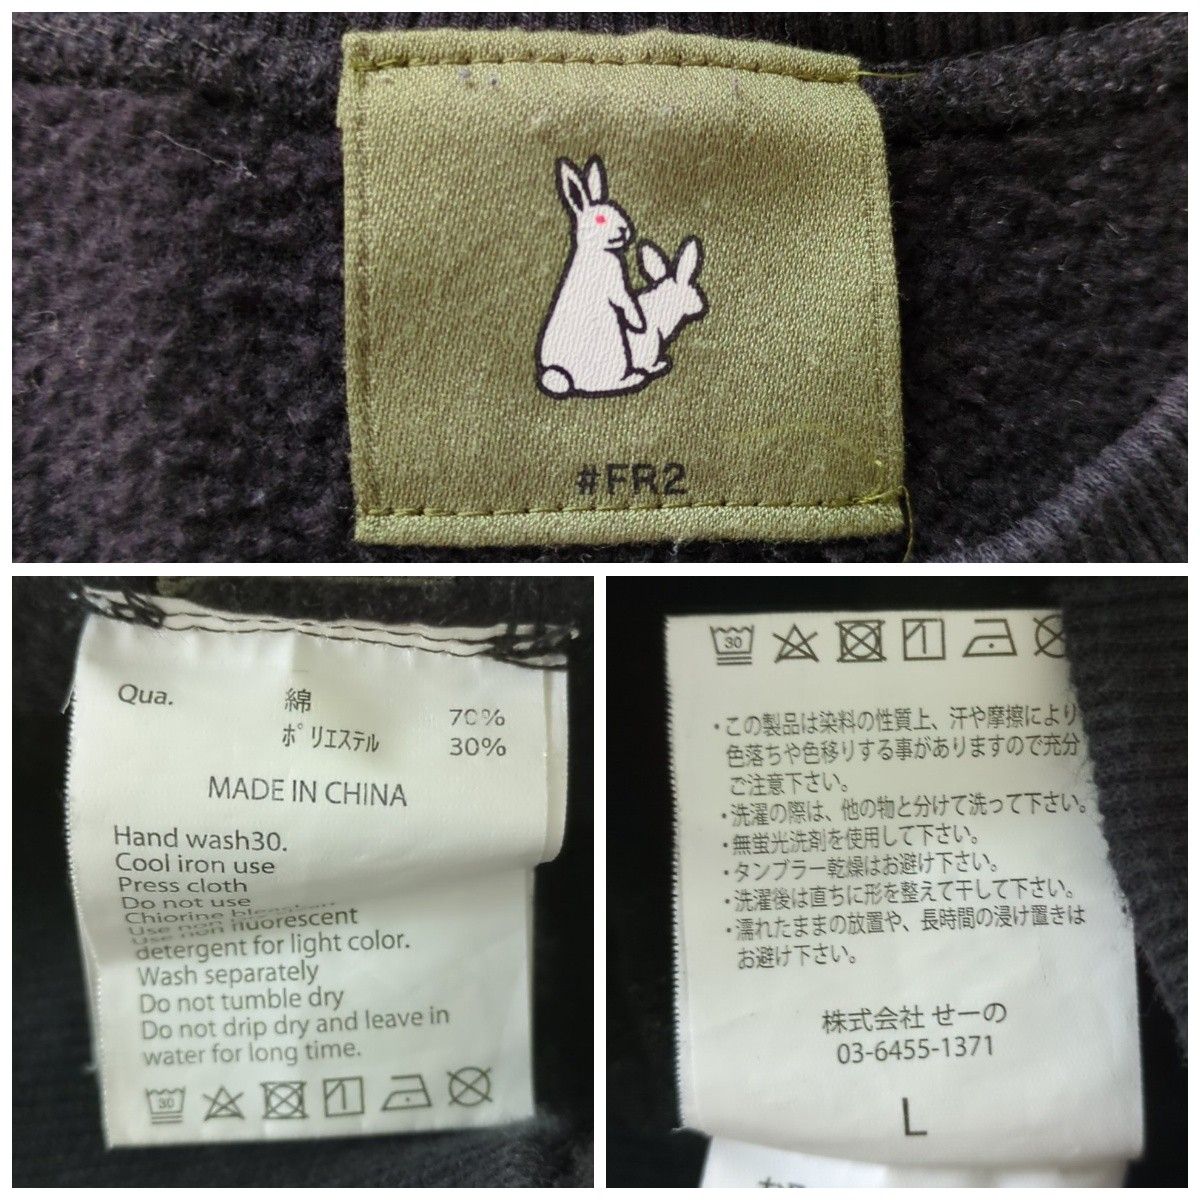 #FR2
Qua. 綿 70%
ポリエステル 30%
MADE IN CHINA
Hand wash30.
Cool iron use
Press cloth
Do not use
Chlorine
Use non fluorescent
detergent for light color.
Wash separately
Do not tumble dry
Do not drip dry and leave in
water for long time.
30
30
・この製品は染料の性質上、汗や摩擦により
色落ちや色移りする事がありますので充分
ご注意下さい。
・洗濯の際は、他の物と分けて洗って下さい。
・無蛍光洗剤を使用して下さい。
・タンブラー乾燥はお避け下さい。
・洗濯後は直ちに形を整えて干して下さい。
・濡れたままの放置や、長時間の浸け置きは
お避け下さい。
株式会社 せーの
03-6455-1371
L